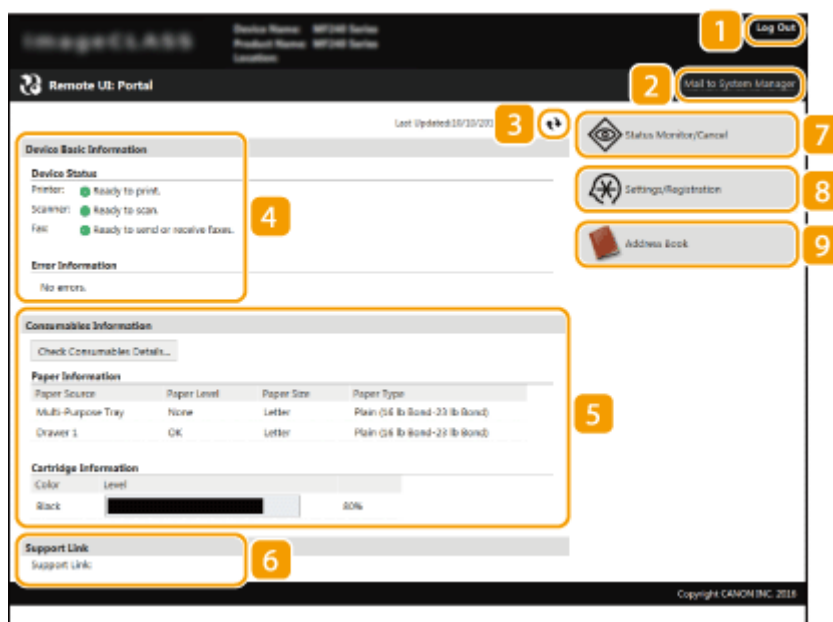 imageCLASS
Device Name: MF240 Series
Product Name: MF240 Series
Location:
1
Log Out
Remote UI: Portal
2
Mail to System Manager
Last Updated:10/10/201
3
Device Basic Information
Device Status
Printer: Ready to print.
Scanner: Ready to scan.
Fax: Ready to send or receive faxes.
4
Error Information
No errors.
Status Monitor/Cancel
7
Settings/Registration
8
Address Book
9
Consumables Information
Check Consumables Details...
Paper Information
Paper Source Paper Level Paper Size Paper Type
Multi-Purpose Tray None Letter Plain (16 lb Bond-23 lb Bond)
Drawer 1 OK Letter Plain (16 lb Bond-23 lb Bond)
5
Cartridge Information
Color Level
Black 80%
Support Link
Support Link:
6
Copyright CANON INC. 2016